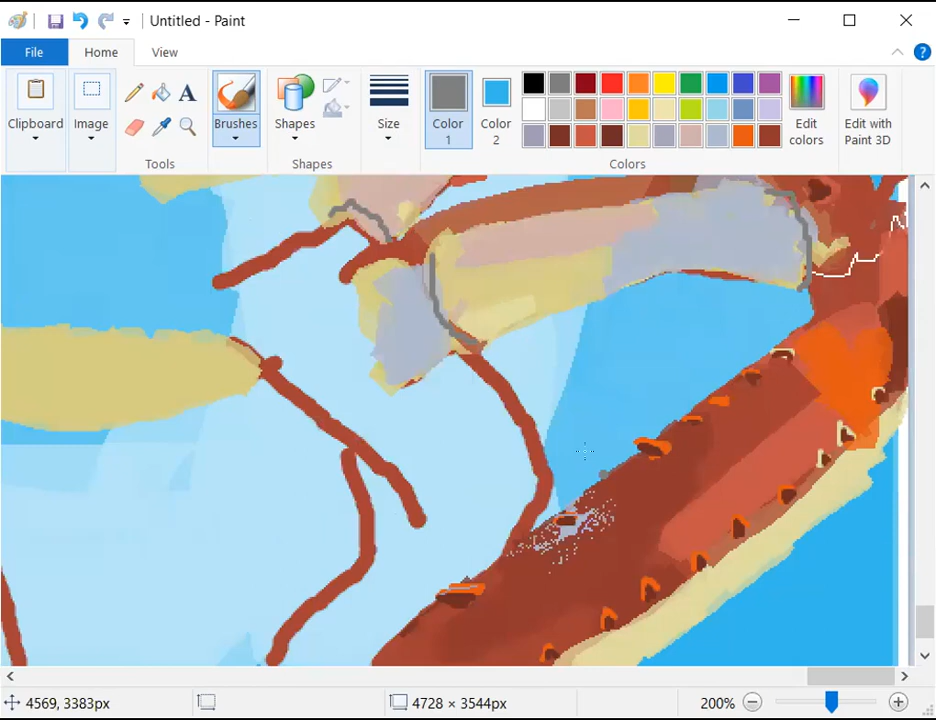 Untitled - Paint
File Home View
Clipboard Image Brushes Shapes Size Color 1 Color 2 Edit colors Edit with Paint 3D
Tools Shapes Colors
4569, 3383px 4728 × 3544px 200%